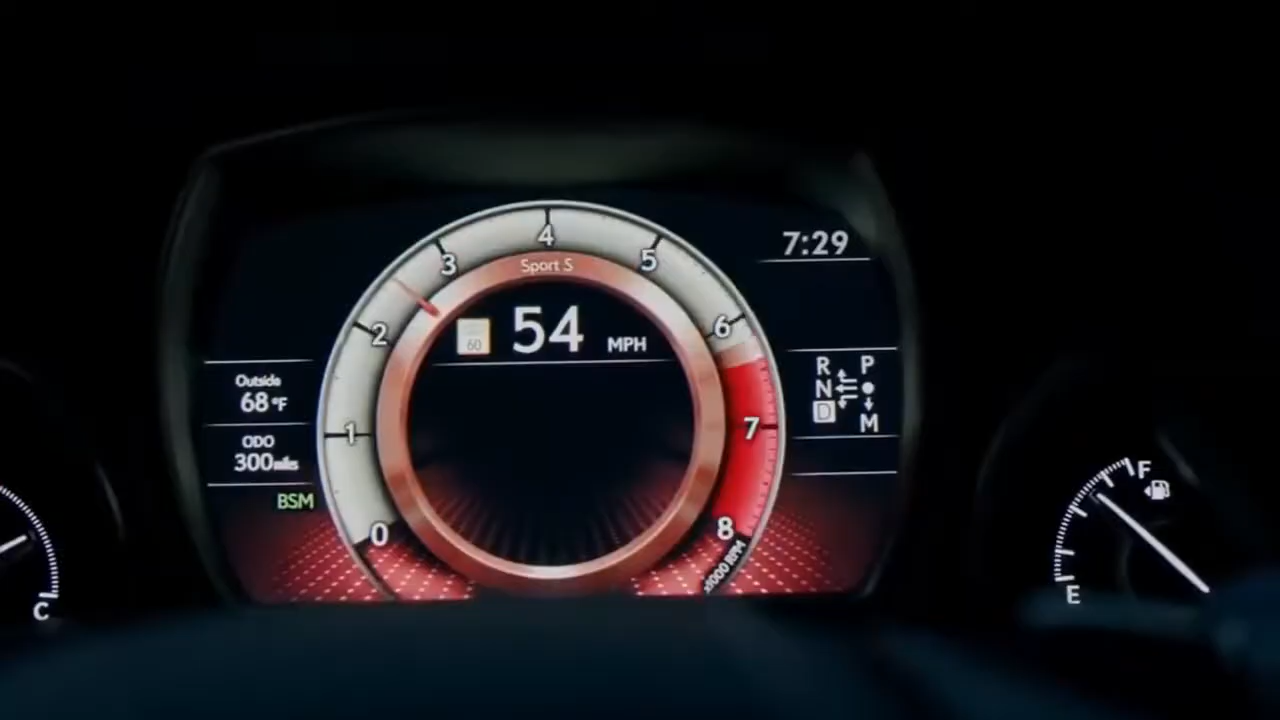 4
3
5
Sport S
7:29
2
6
60
54 MPH
R P
N
D
M
Outside
68°F
1
7
ODO
300miles
BSM
0
8
x1000 RPM
F
E
C